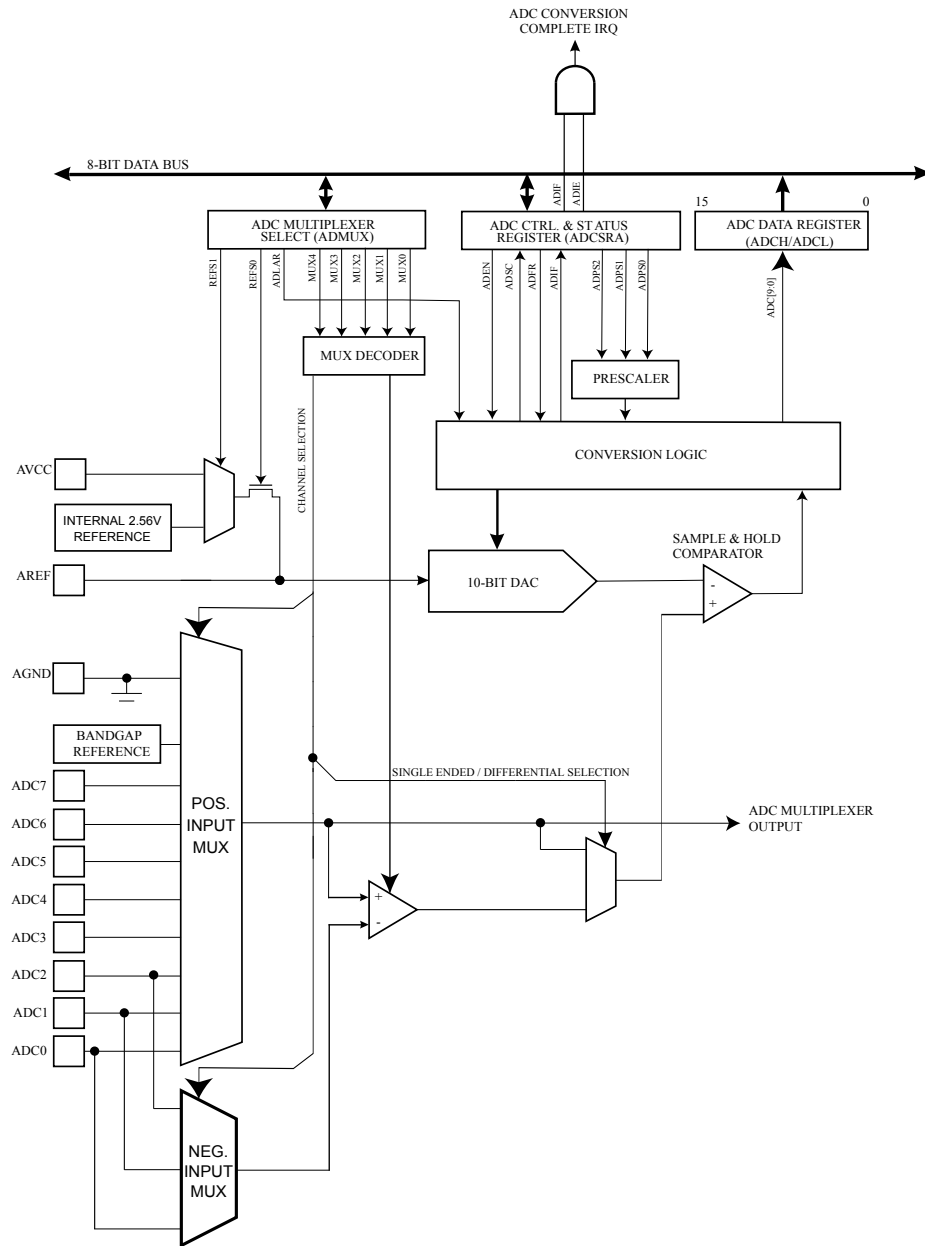 ADC CONVERSION
COMPLETE IRQ
8-BIT DATA BUS
ADIF
ADIE
15
0
ADC MULTIPLEXER
SELECT (ADMUX)
ADC CTRL. & STATUS
REGISTER (ADCSRA)
ADC DATA REGISTER
(ADCH/ADCL)
REFS1
REFS0
ADLAR
MUX4
MUX3
MUX2
MUX1
MUX0
ADEN
ADSC
ADFR
ADIF
ADPS2
ADPS1
ADPS0
ADC[9:0]
MUX DECODER
PRESCALER
CHANNEL SELECTION
CONVERSION LOGIC
AVCC
INTERNAL 2.56V
REFERENCE
SAMPLE & HOLD
COMPARATOR
AREF
10-BIT DAC
-
+
AGND
BANDGAP
REFERENCE
SINGLE ENDED / DIFFERENTIAL SELECTION
ADC7
ADC6
ADC5
ADC4
ADC3
ADC2
ADC1
ADC0
POS.
INPUT
MUX
ADC MULTIPLEXER
OUTPUT
+
-
NEG.
INPUT
MUX